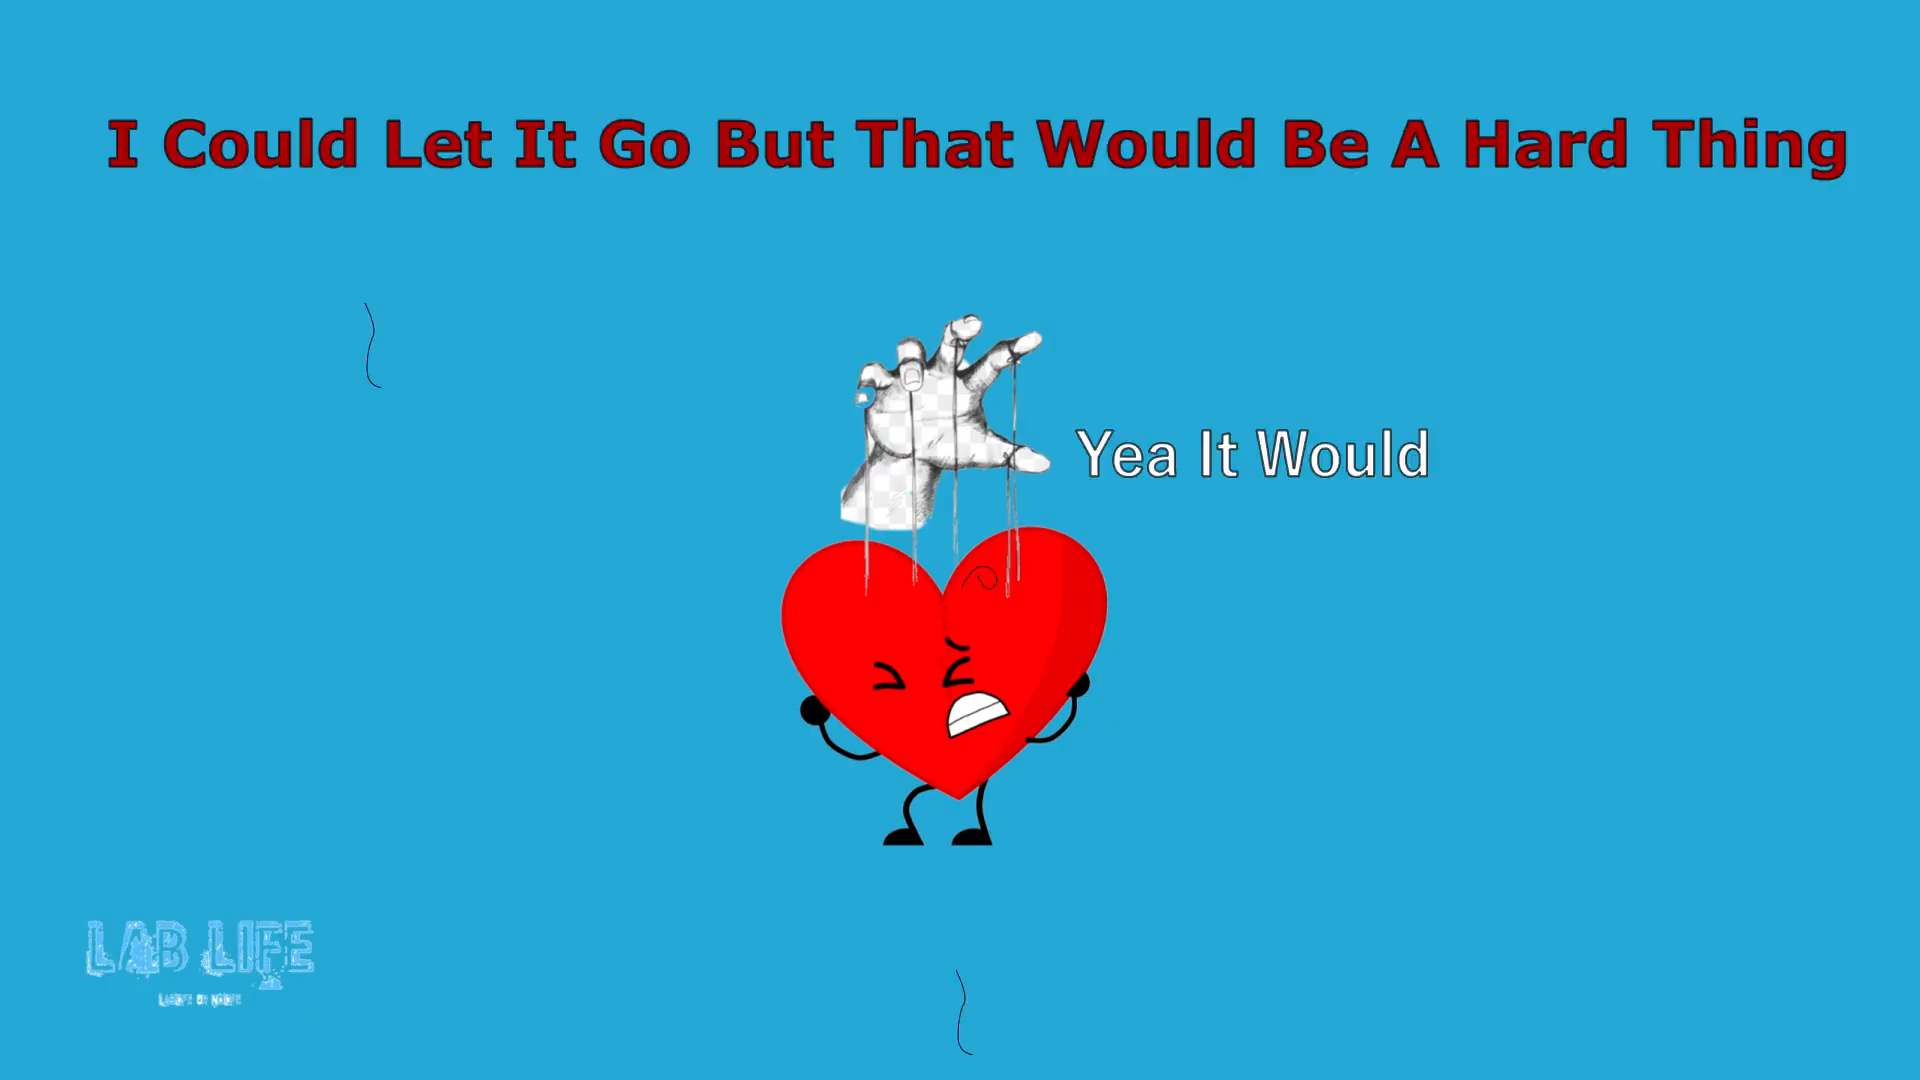 I Could Let It Go But That Would Be A Hard Thing
Yea It Would
LAB LIFE